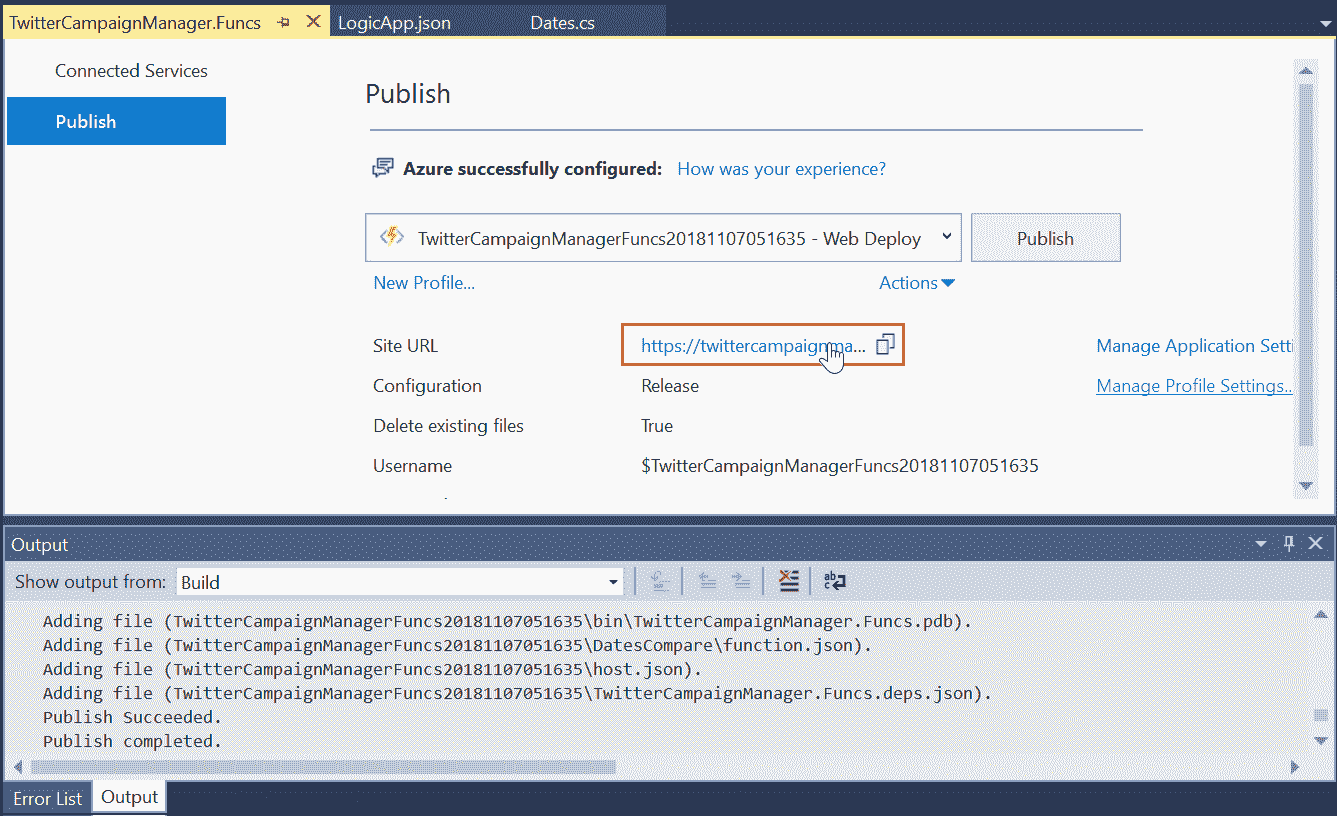 TwitterCampaignManager.Funcs
LogicApp.json
Dates.cs
Connected Services
Publish
Publish
Azure successfully configured: How was your experience?
TwitterCampaignManagerFuncs20181107051635 - Web Deploy
Publish
New Profile...
Actions
Site URL https://twittercampaignma...
Manage Application Setti
Configuration Release
Manage Profile Settings..
Delete existing files True
Username $TwitterCampaignManagerFuncs20181107051635
Output
Show output from: Build
Adding file (TwitterCampaignManagerFuncs20181107051635\bin\TwitterCampaignManager.Funcs.pdb).
Adding file (TwitterCampaignManagerFuncs20181107051635\DatesCompare\function.json).
Adding file (TwitterCampaignManagerFuncs20181107051635\host.json).
Adding file (TwitterCampaignManagerFuncs20181107051635\TwitterCampaignManager.Funcs.deps.json).
Publish Succeeded.
Publish completed.
Error List
Output